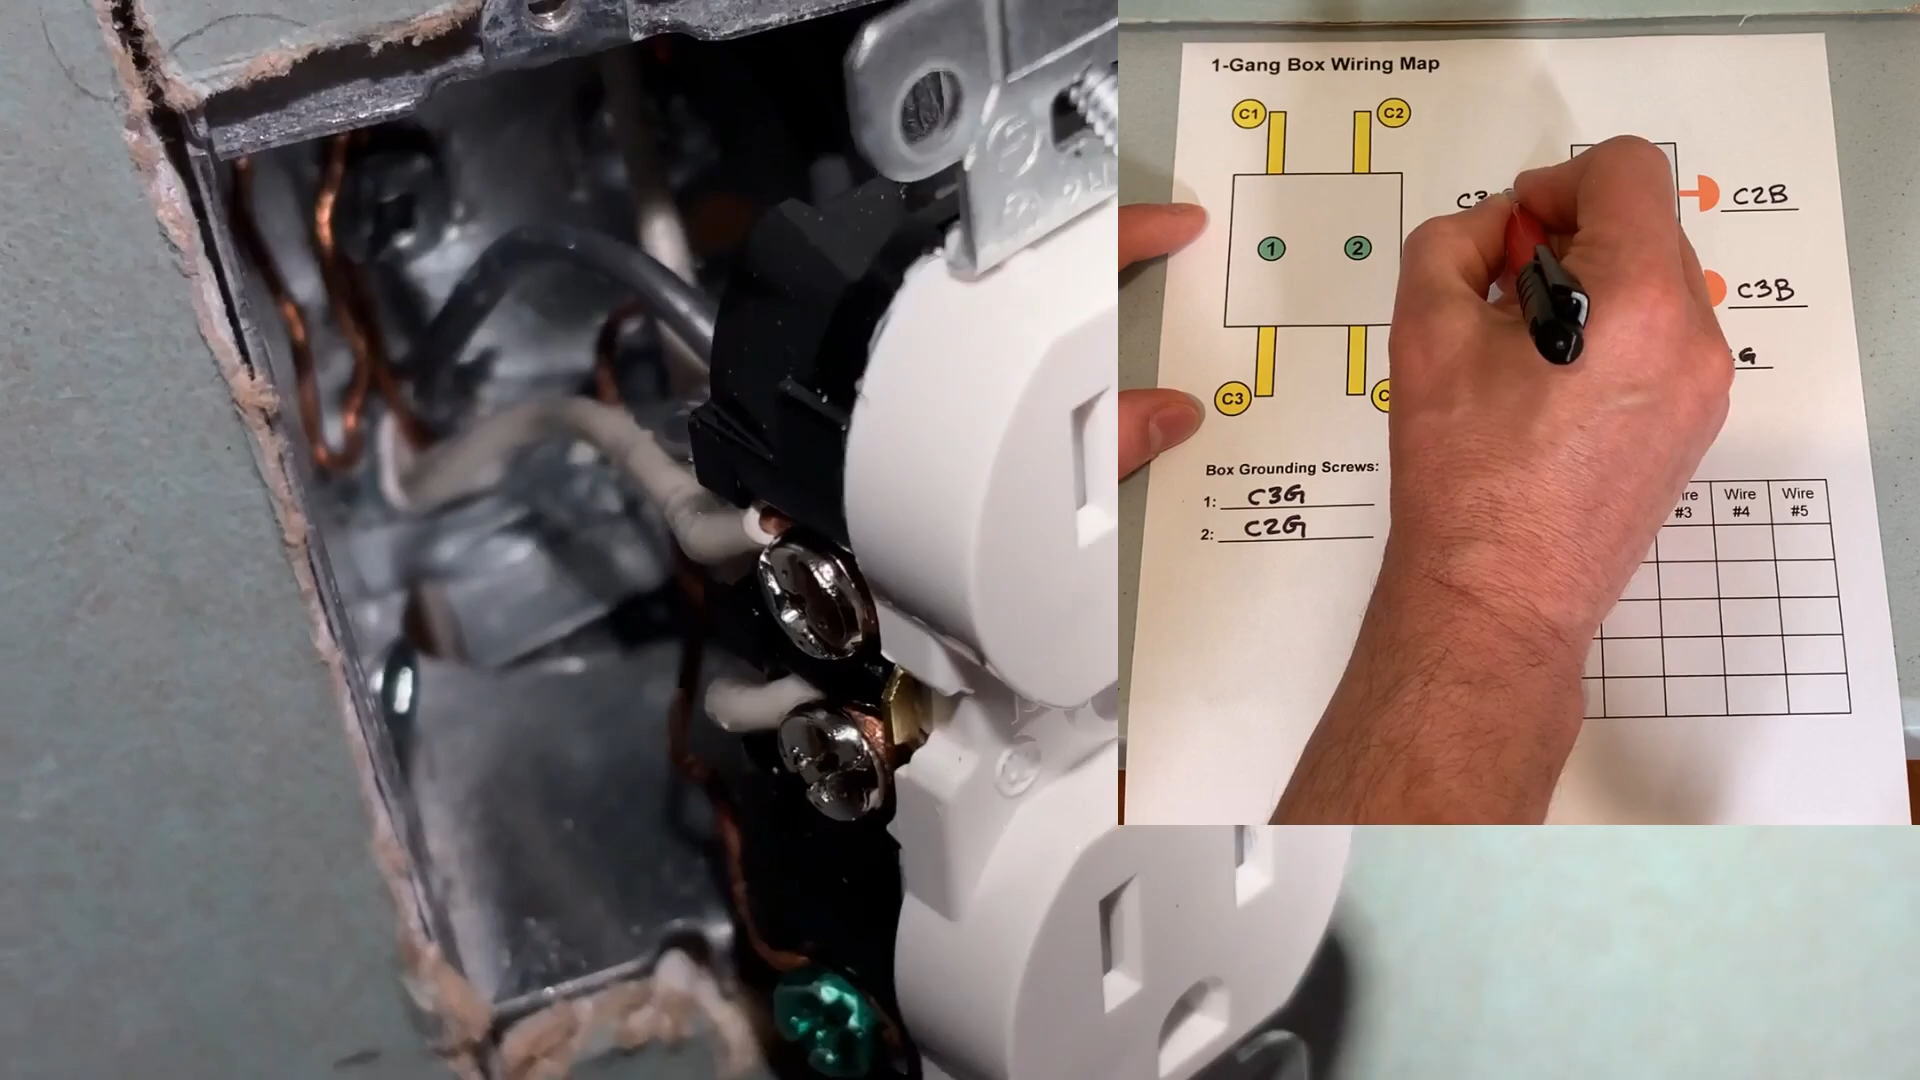 1-Gang Box Wiring Map
C1
C2
C2B
1
2
C3B
G
C3
Box Grounding Screws:
1: C3G
2: C2G
Wire #4
Wire #5
#3